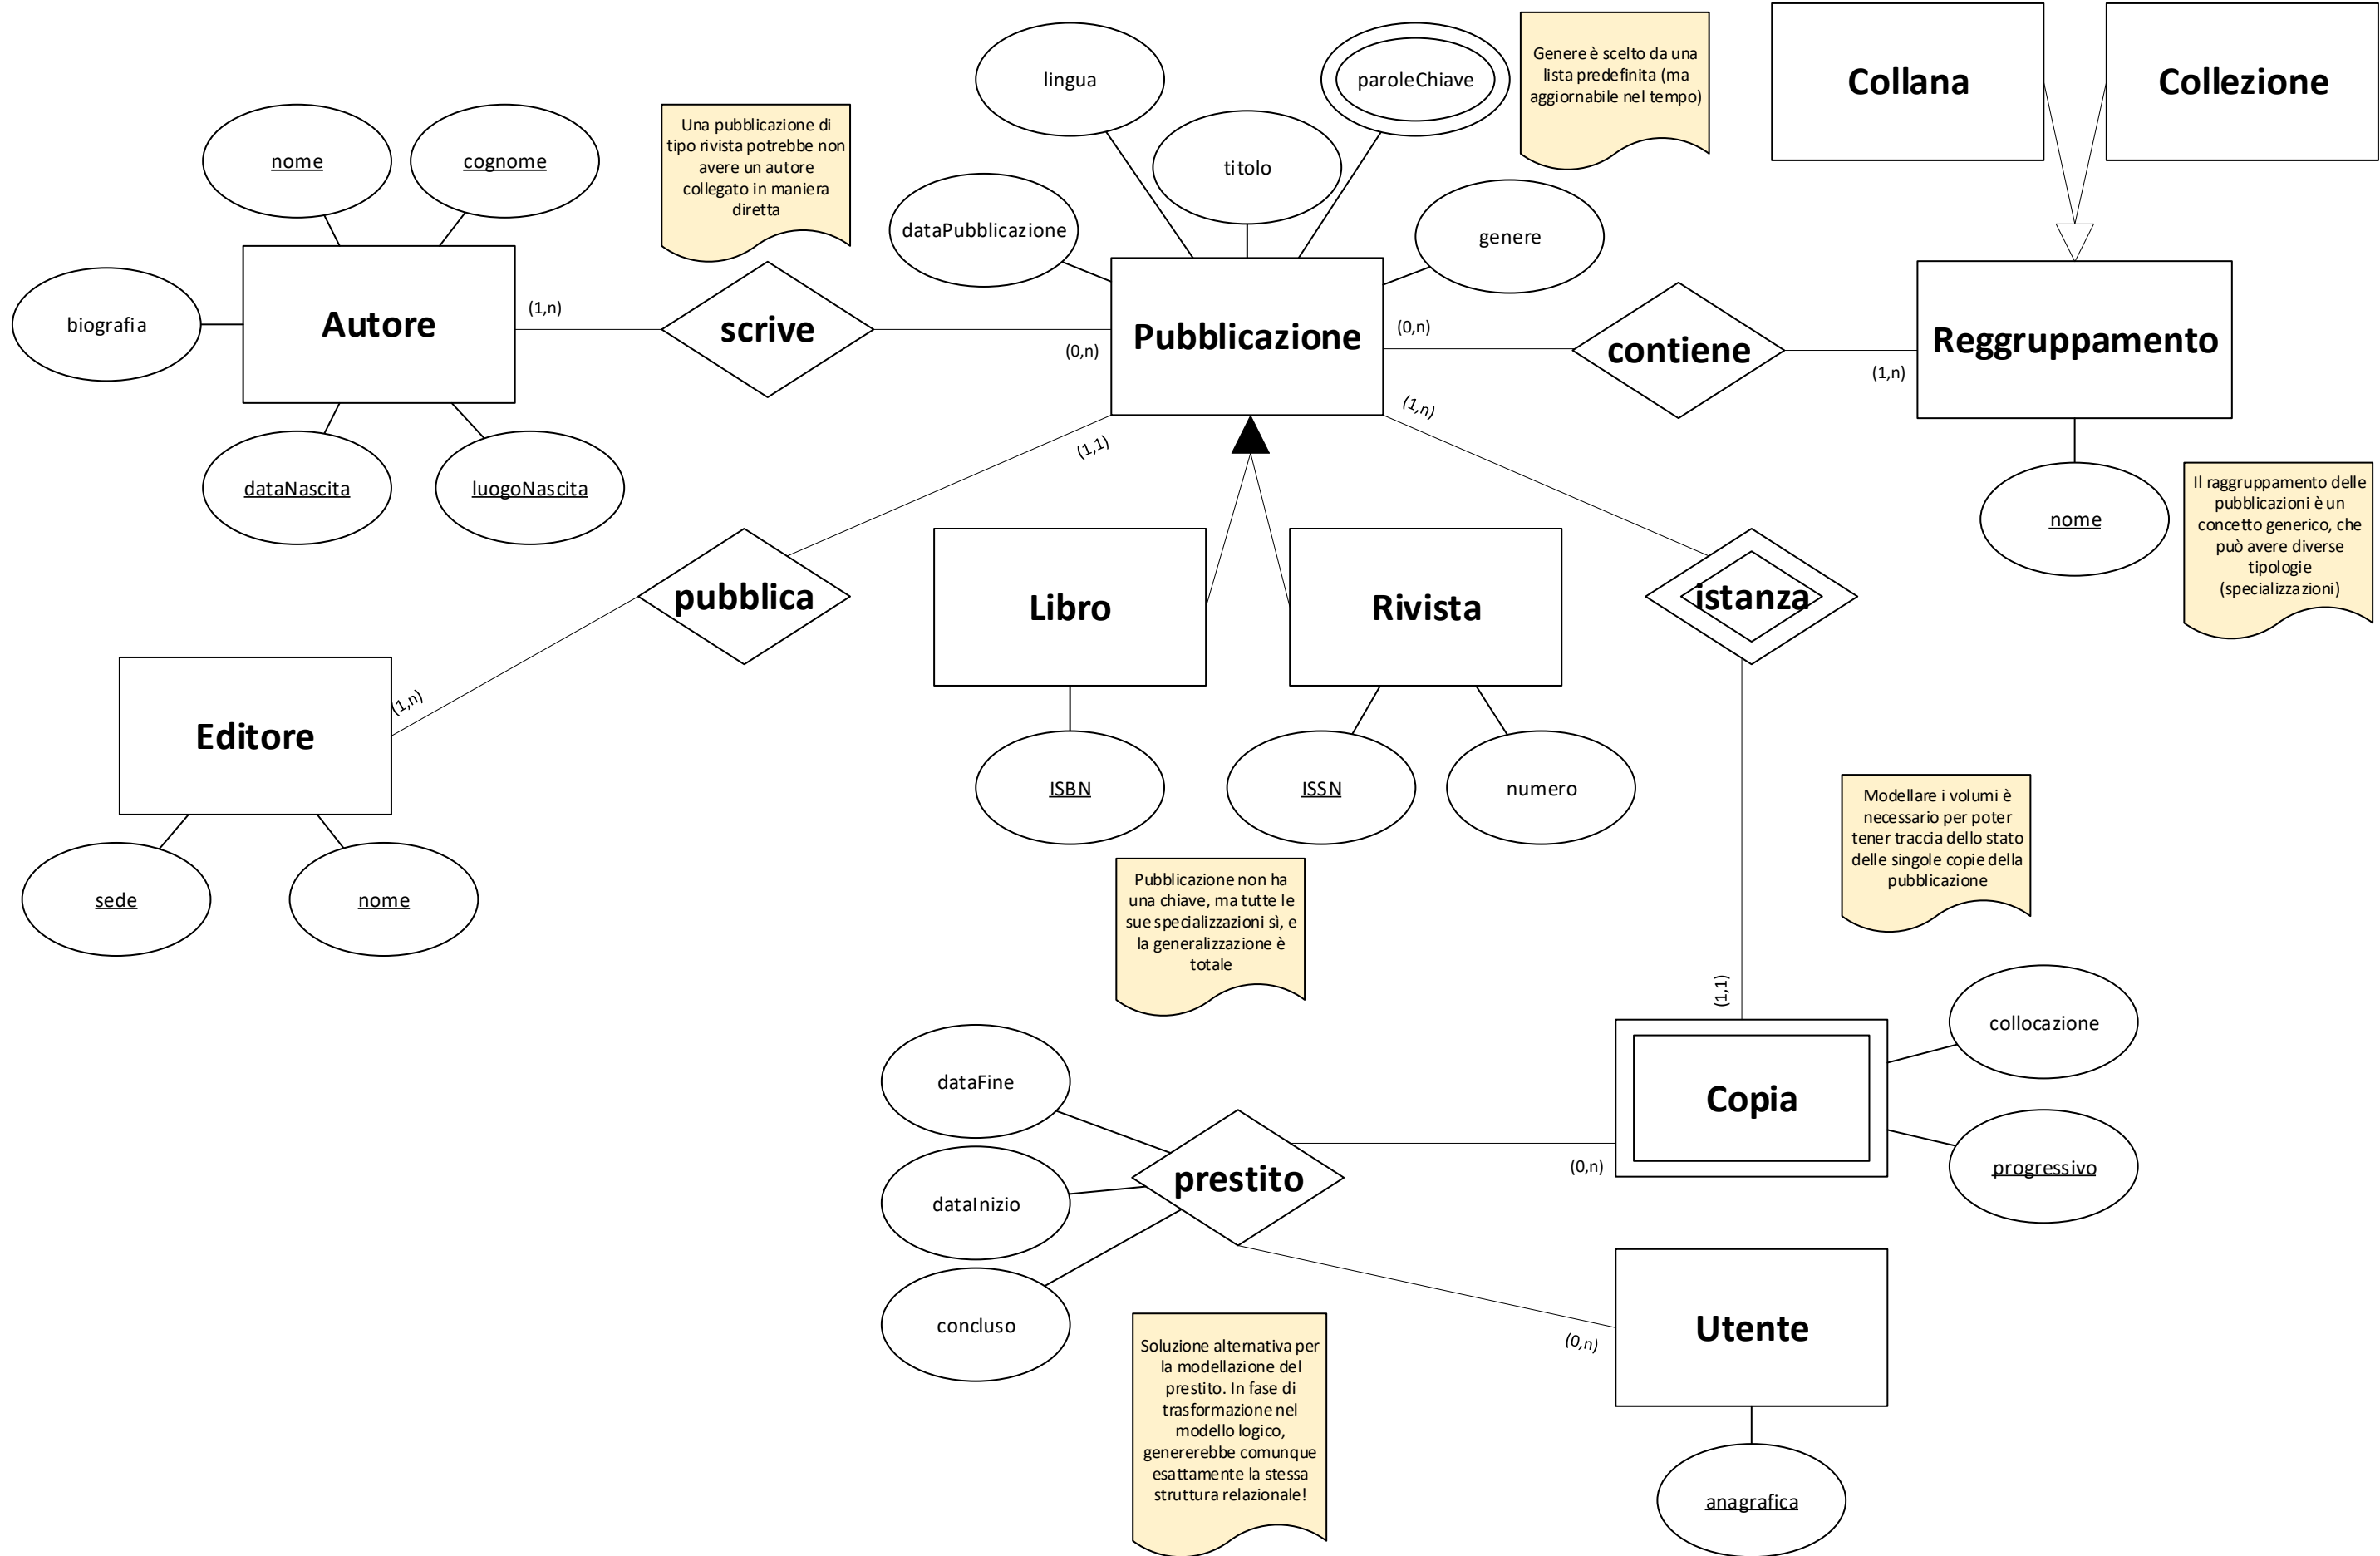 lingua
paroleChiave
Genere è scelto da una
lista predefinita (ma
aggiornabile nel tempo)
Collana
Collezione
nome
cognome
Una pubblicazione di
tipo rivista potrebbe non
avere un autore
collegato in maniera
diretta
titolo
dataPubblicazione
genere
biografia
Autore
(1,n)
scrive
(0,n)
Pubblicazione
(0,n)
contiene
(1,n)
Reggruppamento
dataNascita
luogoNascita
(1,1)
(1,n)
nome
Il raggruppamento delle
pubblicazioni è un
concetto generico, che
può avere diverse
tipologie
(specializzazioni)
pubblica
Libro
Rivista
istanza
Editore
(1,n)
ISBN
ISSN
numero
sede
nome
Pubblicazione non ha
una chiave, ma tutte le
sue specializzazioni sì, e
la generalizzazione è
totale
Modellare i volumi è
necessario per poter
tener traccia dello stato
delle singole copie della
pubblicazione
(1,1)
collocazione
dataFine
Copia
progressivo
prestito
(0,n)
dataInizio
concluso
Utente
(0,n)
Soluzione alternativa per
la modellazione del
prestito. In fase di
trasformazione nel
modello logico,
genererebbe comunque
esattamente la stessa
struttura relazionale!
anagrafica